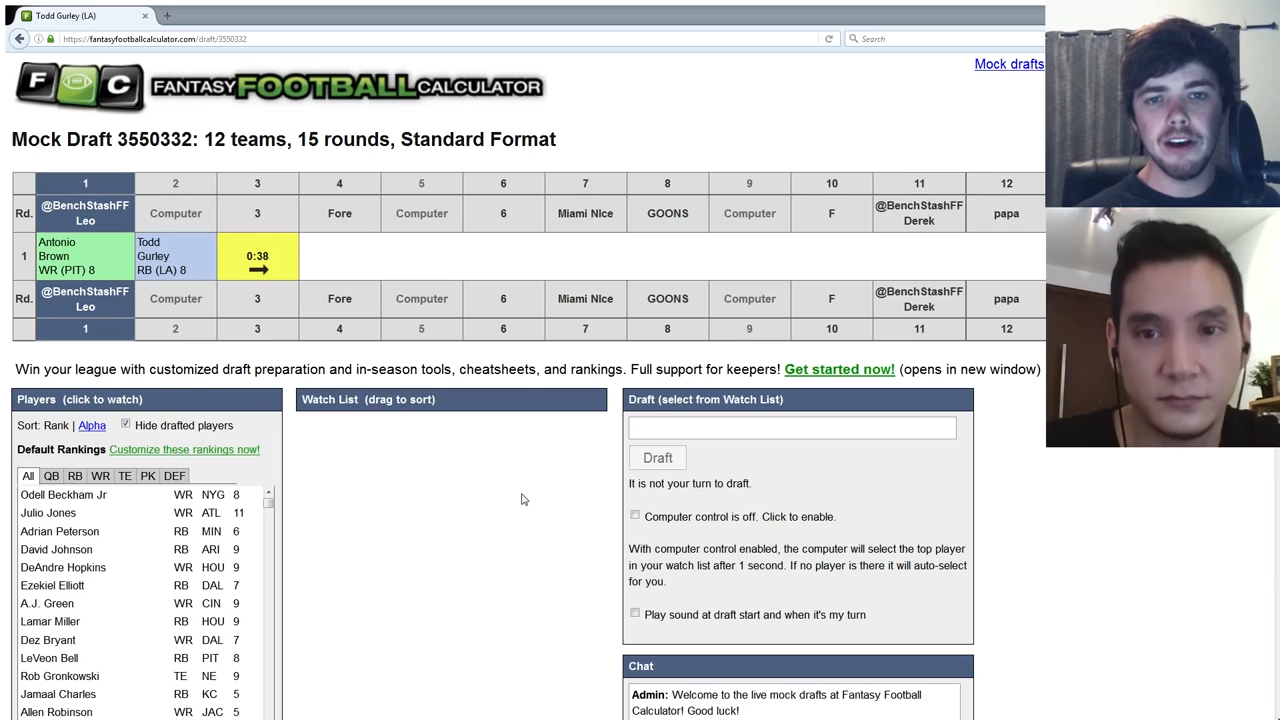 Todd Gurley (LA)
https://fantasyfootballcalculator.com/draft/3550332
Search
FFC FANTASYFOOTBALLCALCULATOR
Mock drafts
Mock Draft 3550332: 12 teams, 15 rounds, Standard Format
1 2 3 4 5 6 7 8 9 10 11 12
Rd. @BenchStashFF Leo Computer 3 Fore Computer 6 Miami NIce GOONS Computer F @BenchStashFF Derek papa
1 Antonio Brown WR (PIT) 8 Todd Gurley RB (LA) 8 0:38
Rd. @BenchStashFF Leo Computer 3 Fore Computer 6 Miami NIce GOONS Computer F @BenchStashFF Derek papa
1 2 3 4 5 6 7 8 9 10 11 12
Win your league with customized draft preparation and in-season tools, cheatsheets, and rankings. Full support for keepers! Get started now! (opens in new window)
Players (click to watch)
Sort: Rank | Alpha Hide drafted players
Default Rankings Customize these rankings now!
All QB RB WR TE PK DEF
Odell Beckham Jr WR NYG 8
Julio Jones WR ATL 11
Adrian Peterson RB MIN 6
David Johnson RB ARI 9
DeAndre Hopkins WR HOU 9
Ezekiel Elliott RB DAL 7
A.J. Green WR CIN 9
Lamar Miller RB HOU 9
Dez Bryant WR DAL 7
LeVeon Bell RB PIT 8
Rob Gronkowski TE NE 9
Jamaal Charles RB KC 5
Allen Robinson WR JAC 5
Watch List (drag to sort)
Draft (select from Watch List)
Draft
It is not your turn to draft.
Computer control is off. Click to enable.
With computer control enabled, the computer will select the top player
in your watch list after 1 second. If no player is there it will auto-select
for you.
Play sound at draft start and when it's my turn
Chat
Admin: Welcome to the live mock drafts at Fantasy Football
Calculator! Good luck!